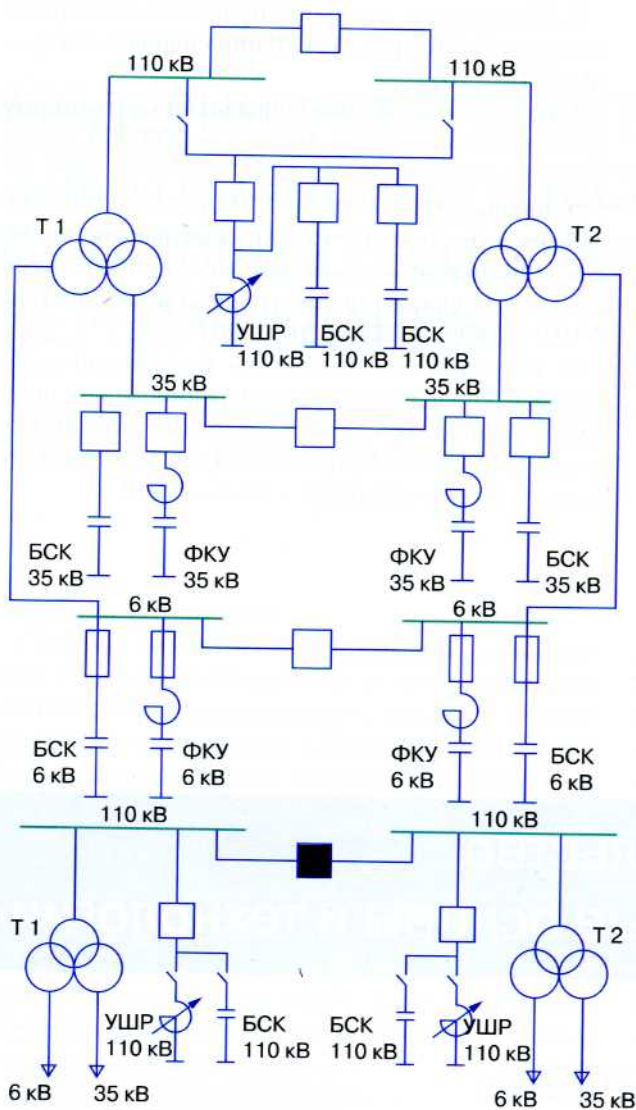 110 кВ 110 кВ
Т 1 Т 2
УШР БСК БСК
110 кВ 110 кВ 110 кВ
35 кВ 35 кВ
БСК ФКУ ФКУ БСК
35 кВ 35 кВ 35 кВ 35 кВ
6 кВ 6 кВ
БСК ФКУ ФКУ БСК
6 кВ 6 кВ 6 кВ 6 кВ
110 кВ 110 кВ
Т 1 Т 2
УШР БСК БСК УШР
110 кВ 110 кВ 110 кВ 110 кВ
6 кВ 35 кВ 6 кВ 35 кВ